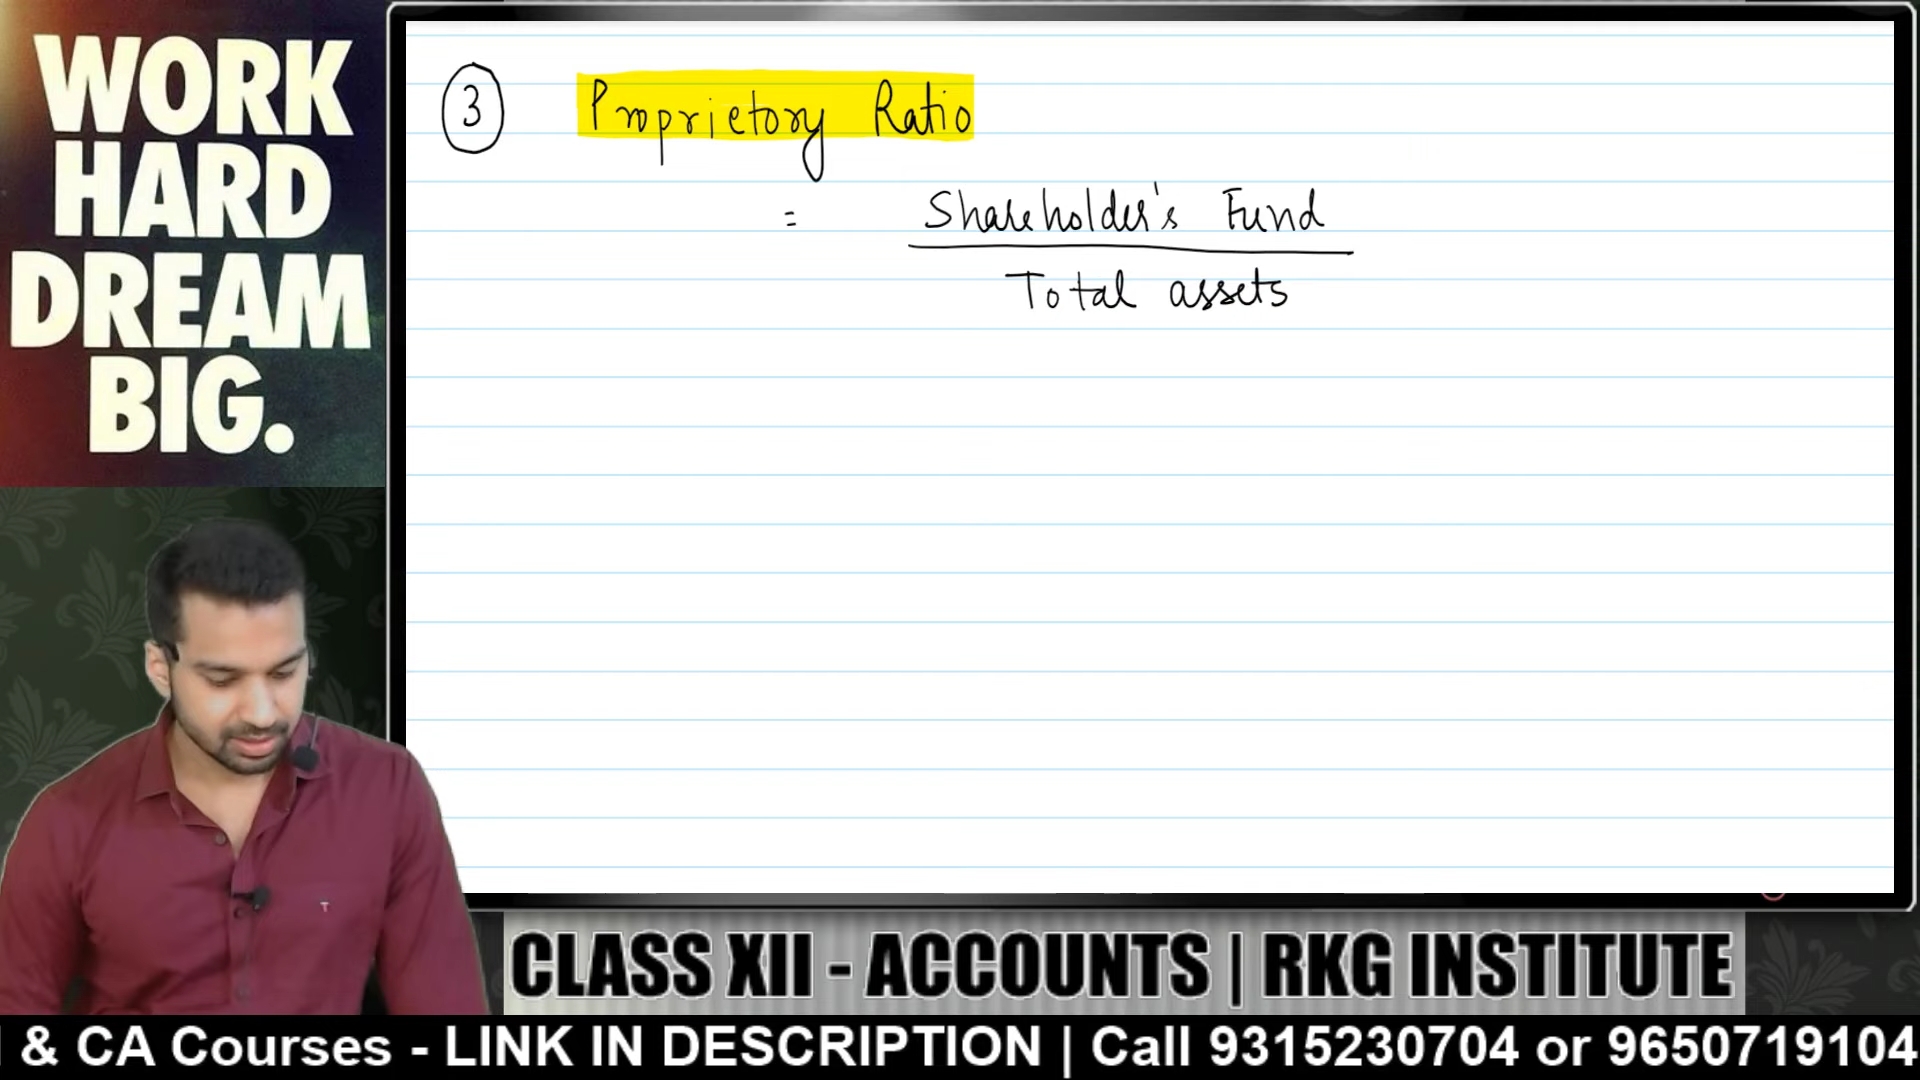 WORK
HARD
DREAM
BIG.
3 Proprietory Ratio
= Shareholder's Fund
Total assets
T
CLASS XII - ACCOUNTS | RKG INSTITUTE
& CA Courses - LINK IN DESCRIPTION | Call 9315230704 or 9650719104